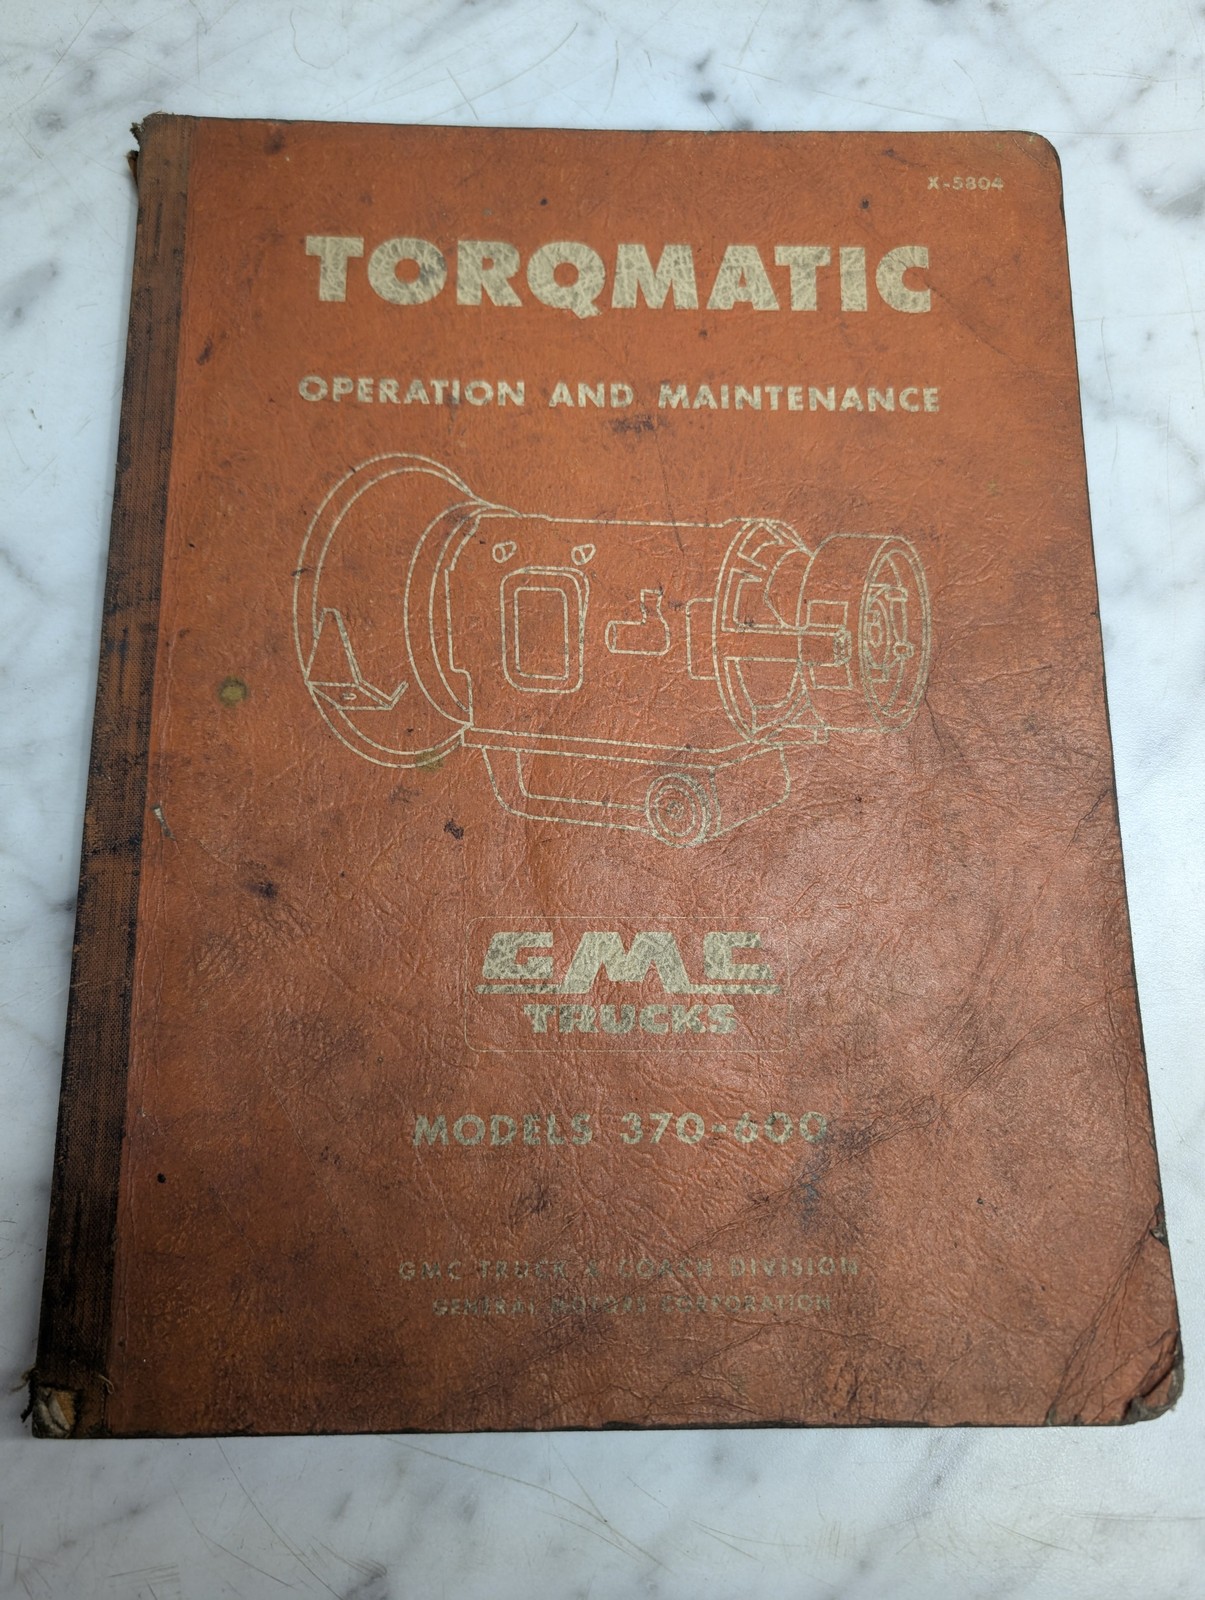 X-5804
TORQMATIC
OPERATION AND MAINTENANCE
GMC
TRUCKS
MODELS 370-600
GMC TRUCK & COACH DIVISION
GENERAL MOTORS CORPORATION